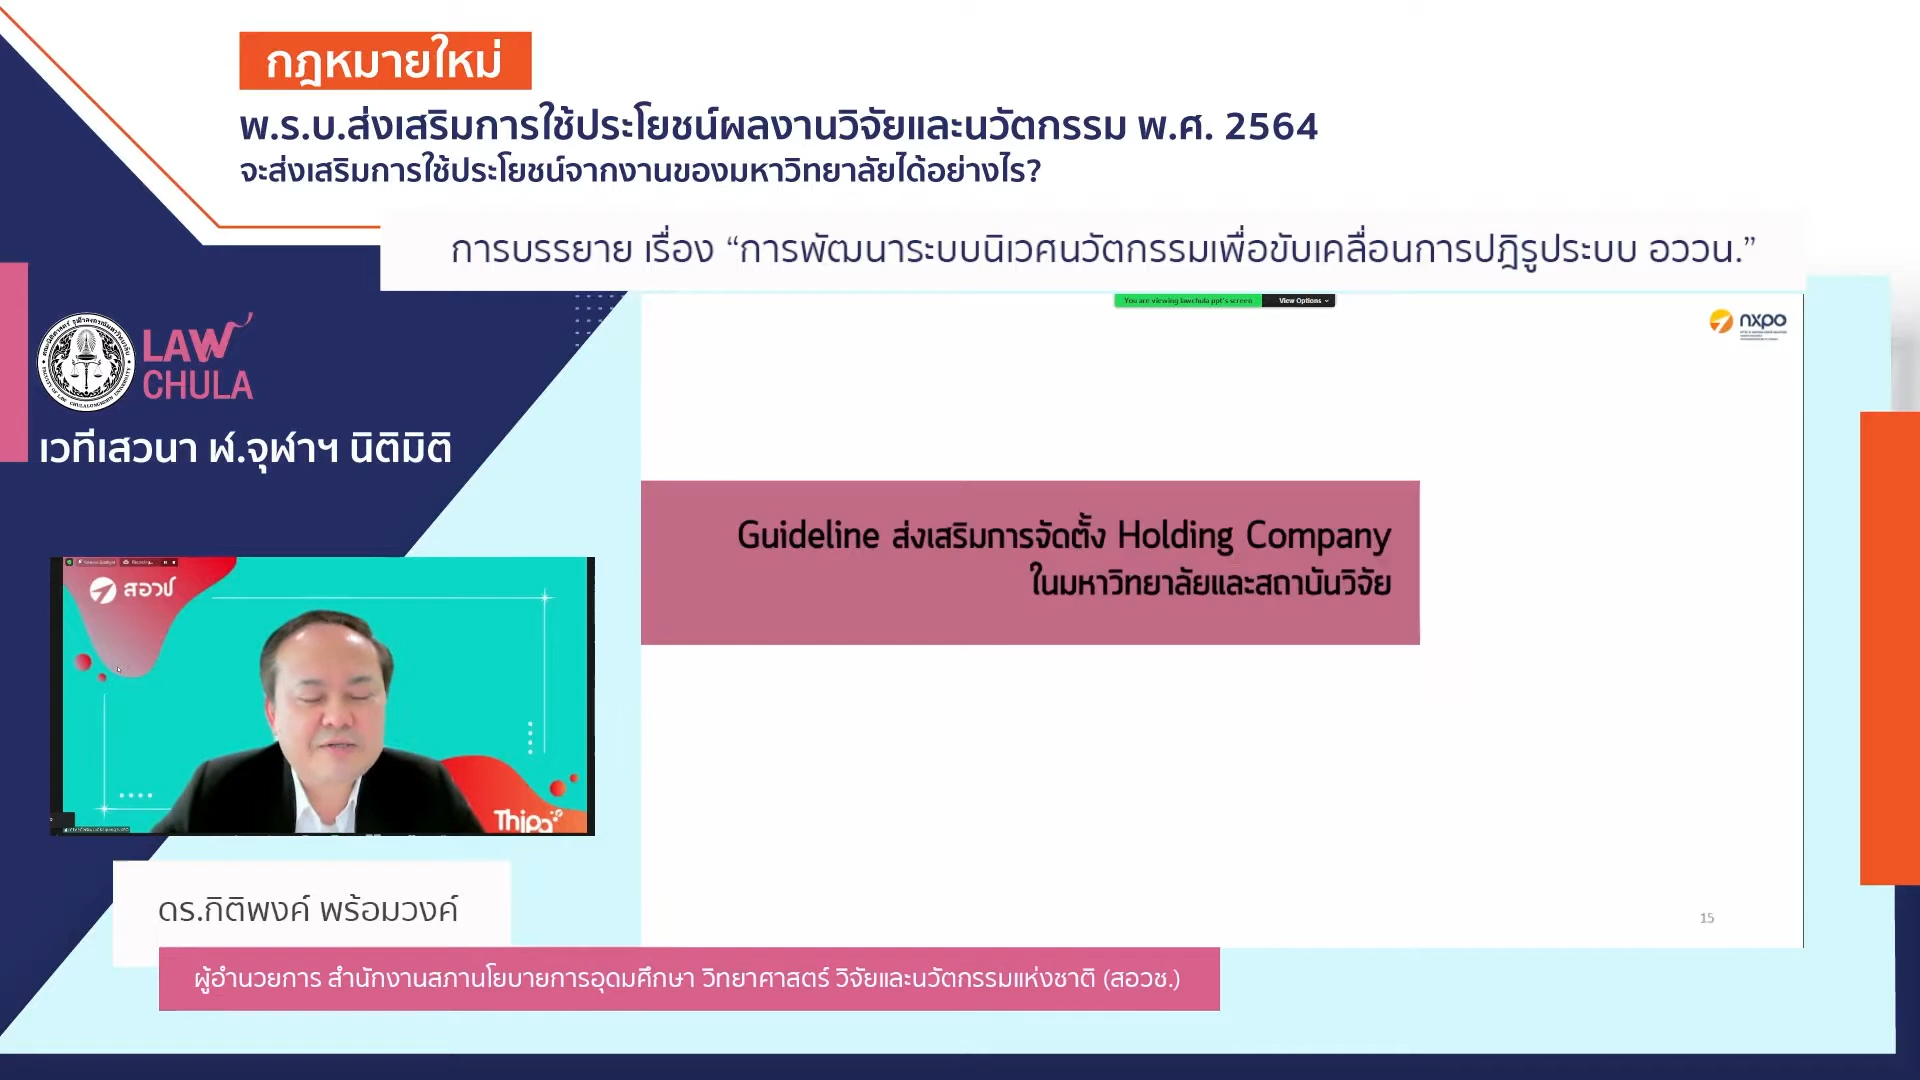 กฎหมายใหม่
พ.ร.บ.ส่งเสริมการใช้ประโยชน์ผลงานวิจัยและนวัตกรรม พ.ศ. 2564
จะส่งเสริมการใช้ประโยชน์จากงานของมหาวิทยาลัยได้อย่างไร?
การบรรยาย เรื่อง “การพัฒนาระบบนิเวศนวัตกรรมเพื่อขับเคลื่อนการปฎิรูประบบ อววน.”
You are viewing lawchula ppt's screen
View Options
nxpo
LAW
CHULA
เวทีเสวนา ฬ.จุฬาฯ นิติมิติ
Guideline ส่งเสริมการจัดตั้ง Holding Company
ในมหาวิทยาลัยและสถาบันวิจัย
สอวช
Thipa
15
ดร.กิติพงค์ พร้อมวงค์
ผู้อำนวยการ สำนักงานสภานโยบายการอุดมศึกษา วิทยาศาสตร์ วิจัยและนวัตกรรมแห่งชาติ (สอวช.)